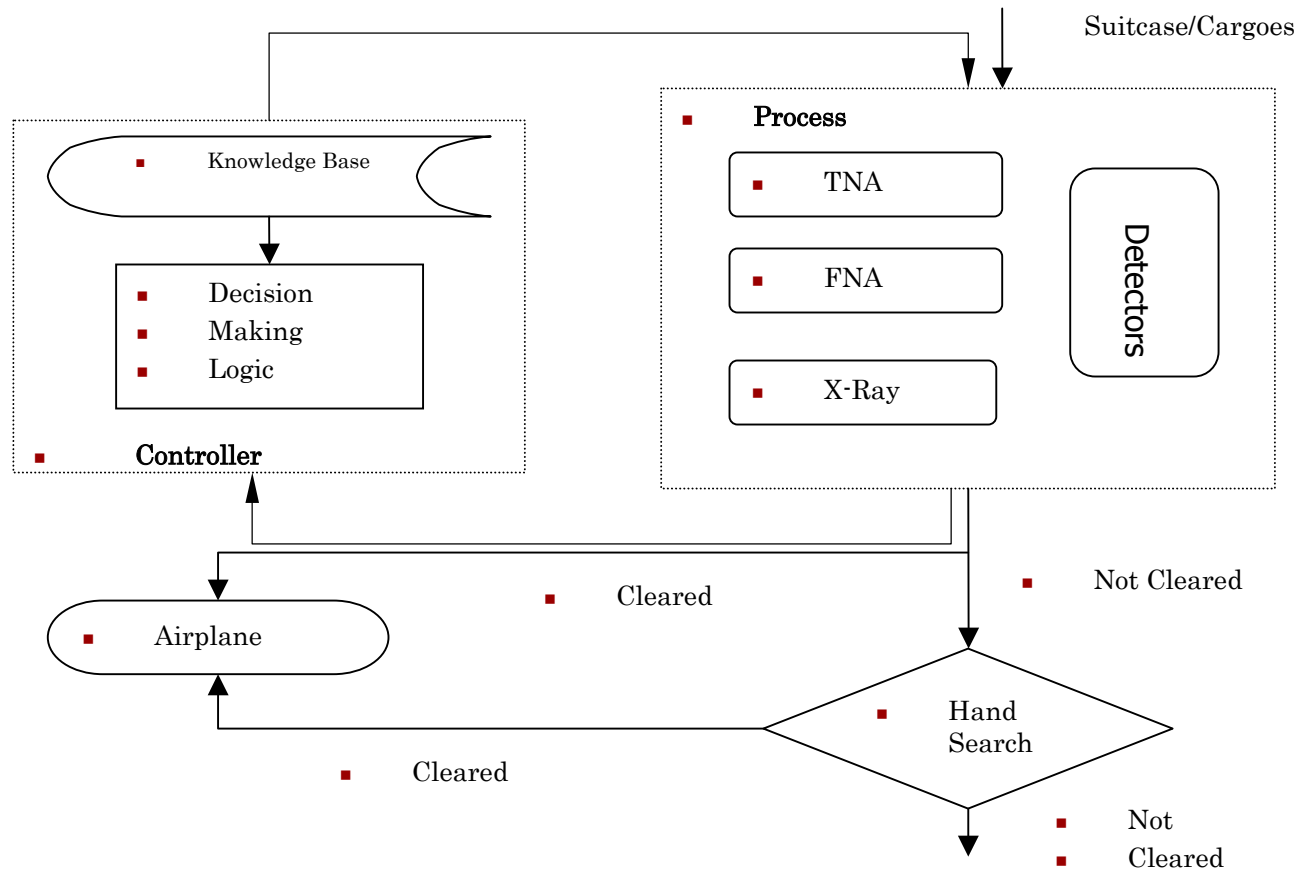 Suitcase/Cargoes
Process
Knowledge Base
TNA
Detectors
FNA
Decision
Making
Logic
X-Ray
Controller
Not Cleared
Cleared
Airplane
Hand
Search
Cleared
Not
Cleared